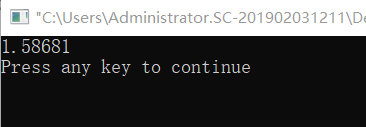 "C:\Users\Administrator.SC-201902031211\De
1.58681
Press any key to continue